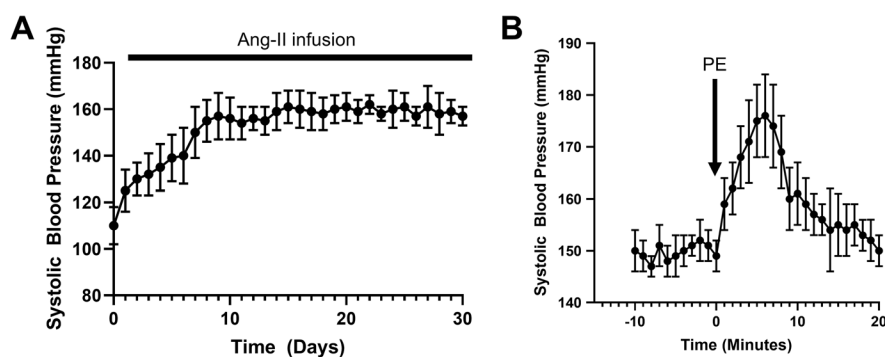 A
Ang-II infusion
Systolic Blood Pressure (mmHg)
180
160
140
120
100
80
0
10
20
30
Time (Days)
B
PE
Systolic Blood Pressure (mmHg)
190
180
170
160
150
140
-10
0
10
20
Time (Minutes)